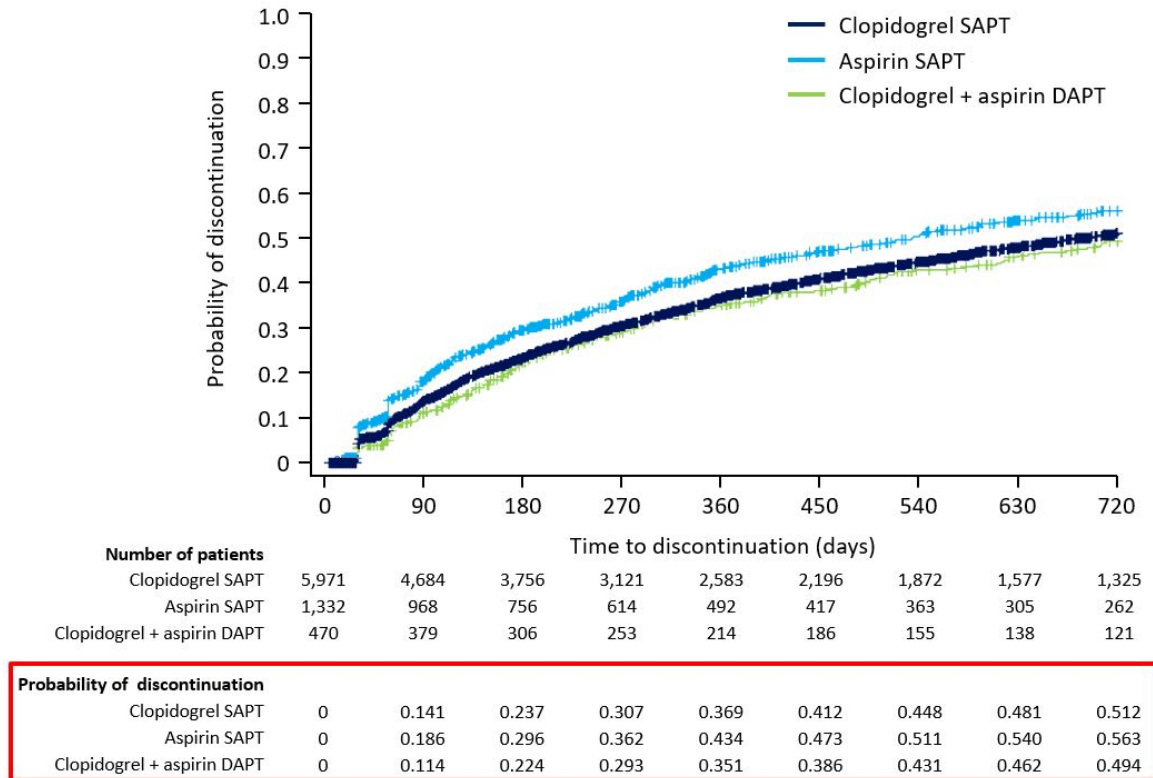 1.0
0.9
0.8
0.7
0.6
0.5
0.4
0.3
0.2
0.1
0
Probability of discontinuation
Clopidogrel SAPT
Aspirin SAPT
Clopidogrel + aspirin DAPT
0 90 180 270 360 450 540 630 720
Time to discontinuation (days)
Number of patients
Clopidogrel SAPT 5,971 4,684 3,756 3,121 2,583 2,196 1,872 1,577 1,325
Aspirin SAPT 1,332 968 756 614 492 417 363 305 262
Clopidogrel + aspirin DAPT 470 379 306 253 214 186 155 138 121
Probability of discontinuation
Clopidogrel SAPT 0 0.141 0.237 0.307 0.369 0.412 0.448 0.481 0.512
Aspirin SAPT 0 0.186 0.296 0.362 0.434 0.473 0.511 0.540 0.563
Clopidogrel + aspirin DAPT 0 0.114 0.224 0.293 0.351 0.386 0.431 0.462 0.494